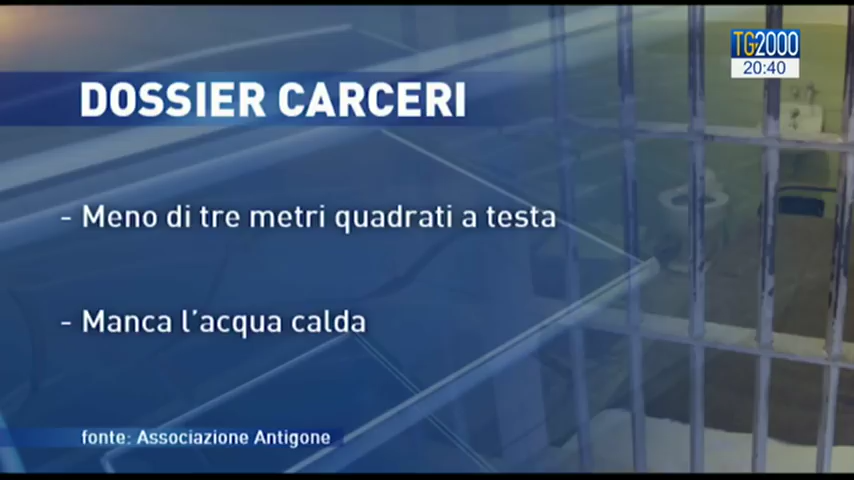 TG2000
20:40
DOSSIER CARCERI
- Meno di tre metri quadrati a testa
- Manca l'acqua calda
fonte: Associazione Antigone